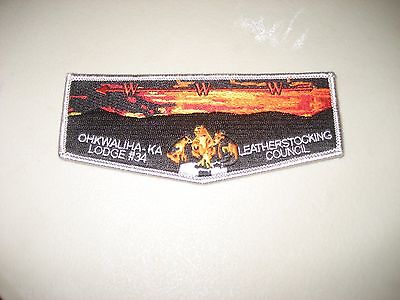 W W W
OHKWALIHA-KA
LODGE #34
LEATHERSTOCKING
COUNCIL